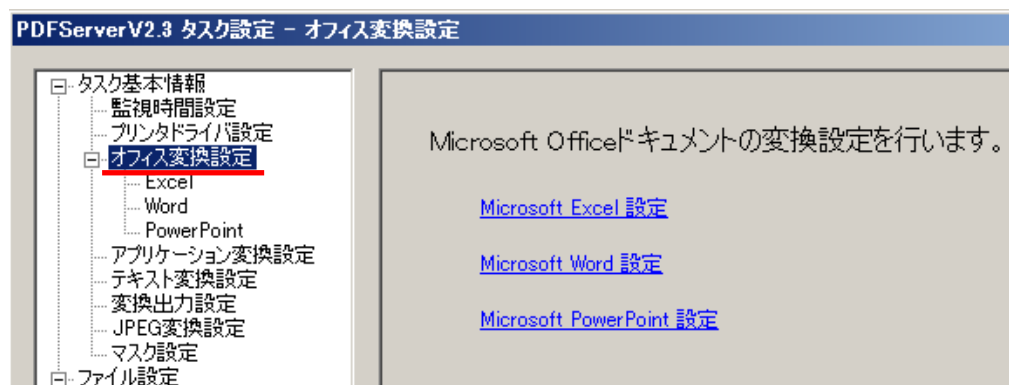 PDFServerV2.3 タスク設定 - オフィス変換設定
タスク基本情報
監視時間設定
プリンタドライバ設定
オフィス変換設定
Excel
Word
PowerPoint
アプリケーション変換設定
テキスト変換設定
変換出力設定
JPEG変換設定
マスク設定
ファイル設定
Microsoft Officeドキュメントの変換設定を行います。
Microsoft Excel 設定
Microsoft Word 設定
Microsoft PowerPoint 設定